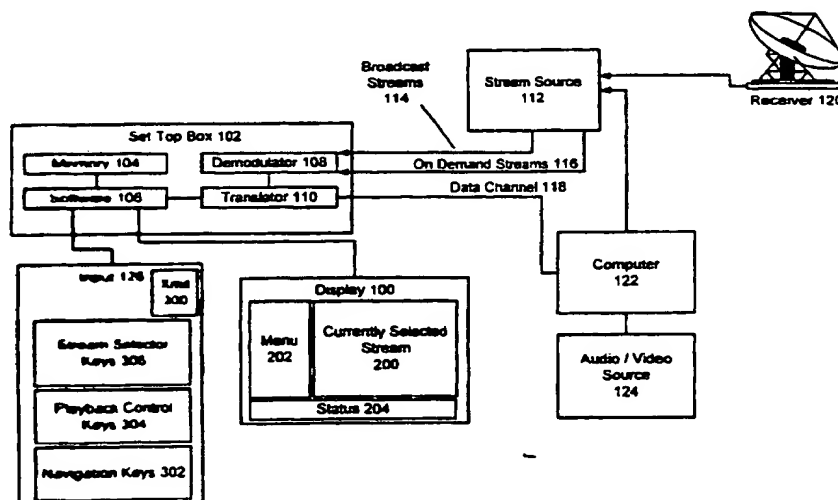 Broadcast
Streams
114
Stream Source
112
Receiver 120
Set Top Box 102
Memory 104
Demodulator 108
On Demand Streams 116
Software 106
Translator 110
Data Channel 118
Computer
122
Input 126
300
Display 100
Menu
202
Currently Selected
Stream
200
Stream Selector
Keys 306
Audio / Video
Source
124
Status 204
Playback Control
Keys 304
Navigation Keys 302